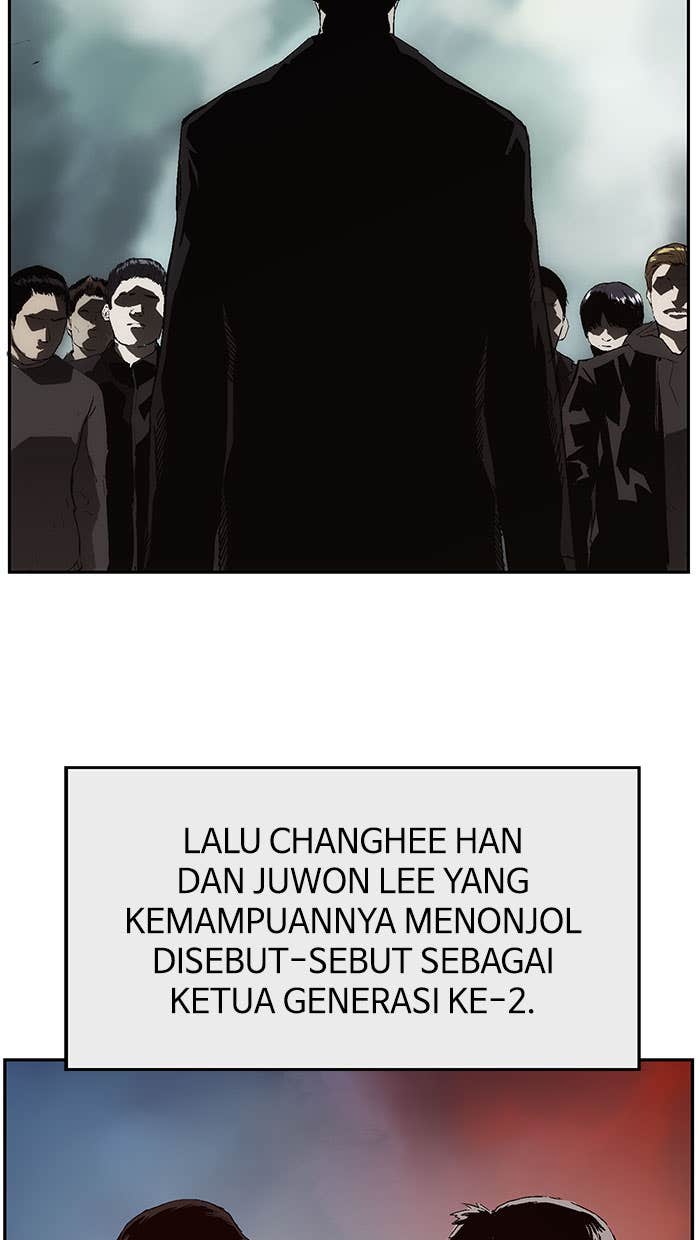 LALU CHANGHEE HAN
DAN JUWON LEE YANG
KEMAMPUANNYA MENONJOL
DISEBUT-SEBUT SEBAGAI
KETUA GENERASI KE-2.